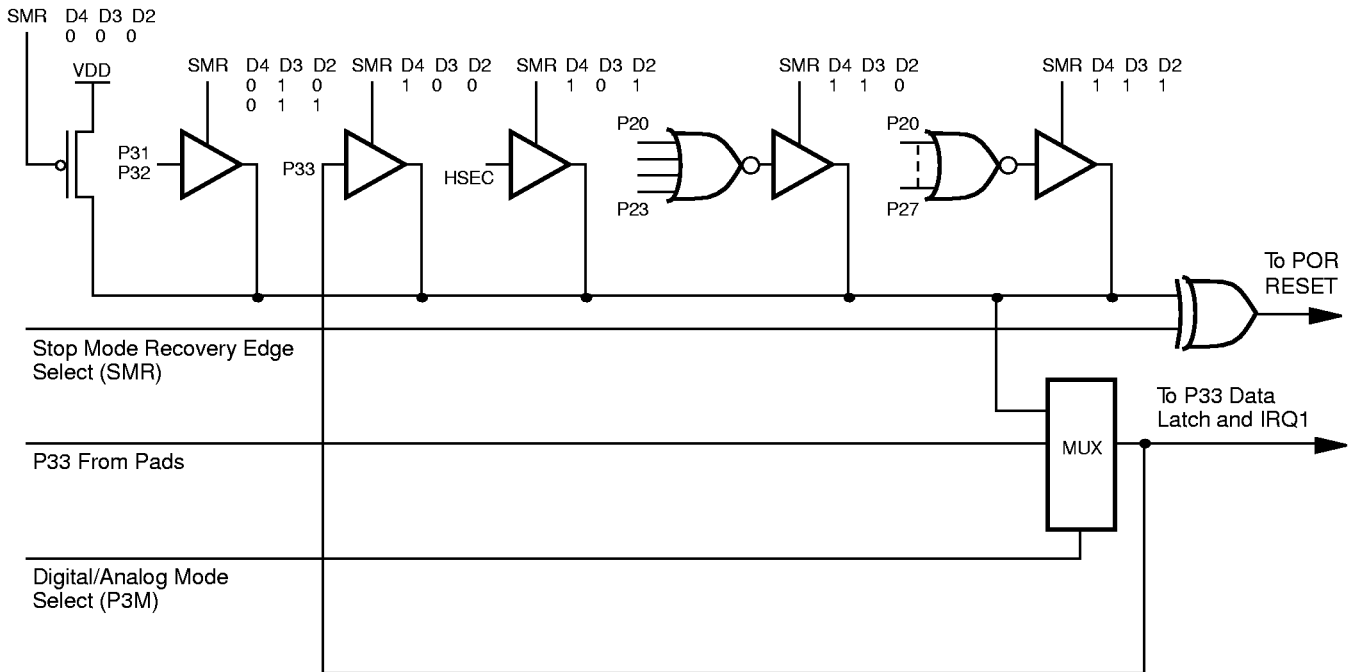 SMR D4 D3 D2
0 0 0
VDD
SMR D4 D3 D2
0 1 0
0 1 1
SMR D4 D3 D2
1 0 0
SMR D4 D3 D2
1 0 1
SMR D4 D3 D2
1 1 0
SMR D4 D3 D2
1 1 1
P31
P32
P33
HSEC
P20
P23
P20
P27
To POR
RESET
Stop Mode Recovery Edge
Select (SMR)
To P33 Data
Latch and IRQ1
MUX
P33 From Pads
Digital/Analog Mode
Select (P3M)